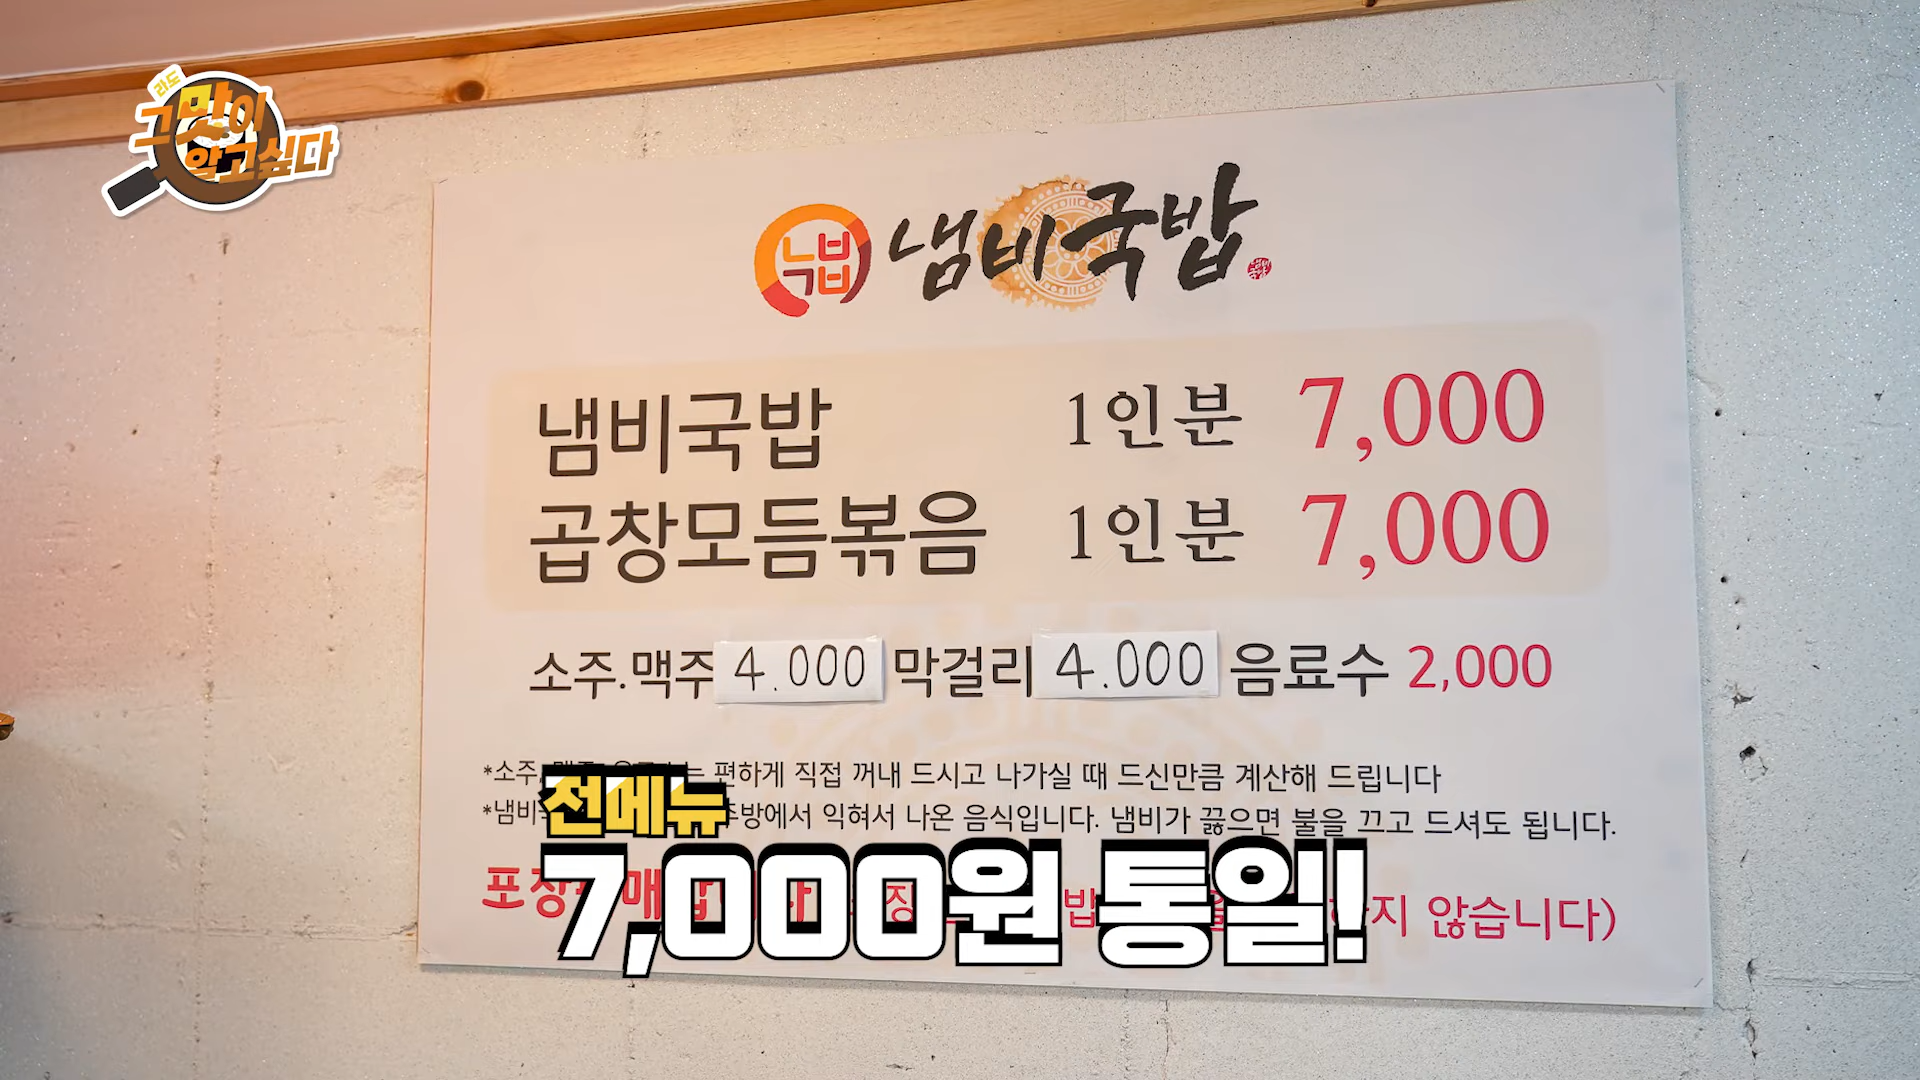 라도
그 맛이
알고싶다
냄비국밥
냄비국밥 1인분 7,000
곱창모듬볶음 1인분 7,000
소주.맥주 4.000 막걸리 4.000 음료수 2,000
*소주, 편하게 직접 꺼내 드시고 나가실 때 드신만큼 계산해 드립니다
*냄비 주방에서 익혀서 나온 음식입니다. 냄비가 끓으면 불을 끄고 드셔도 됩니다.
전메뉴
7,000원 통일!
포장 매 밥 하지 않습니다)